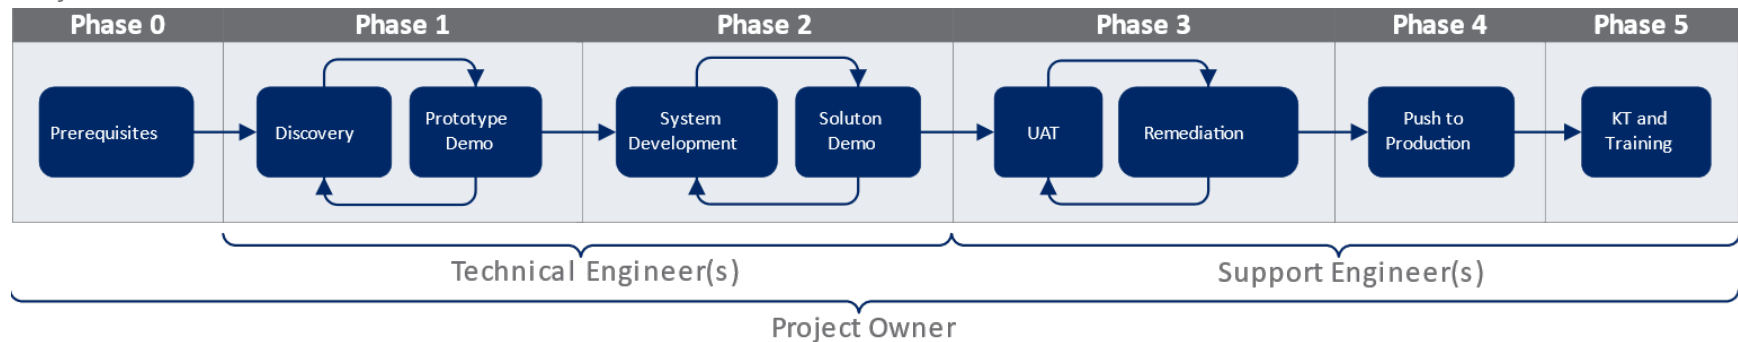 Phase 0
Phase 1
Phase 2
Phase 3
Phase 4
Phase 5
Prerequisites
Discovery
Prototype
Demo
System
Development
Soluton
Demo
UAT
Remediation
Push to
Production
KT and
Training
Technical Engineer(s)
Support Engineer(s)
Project Owner